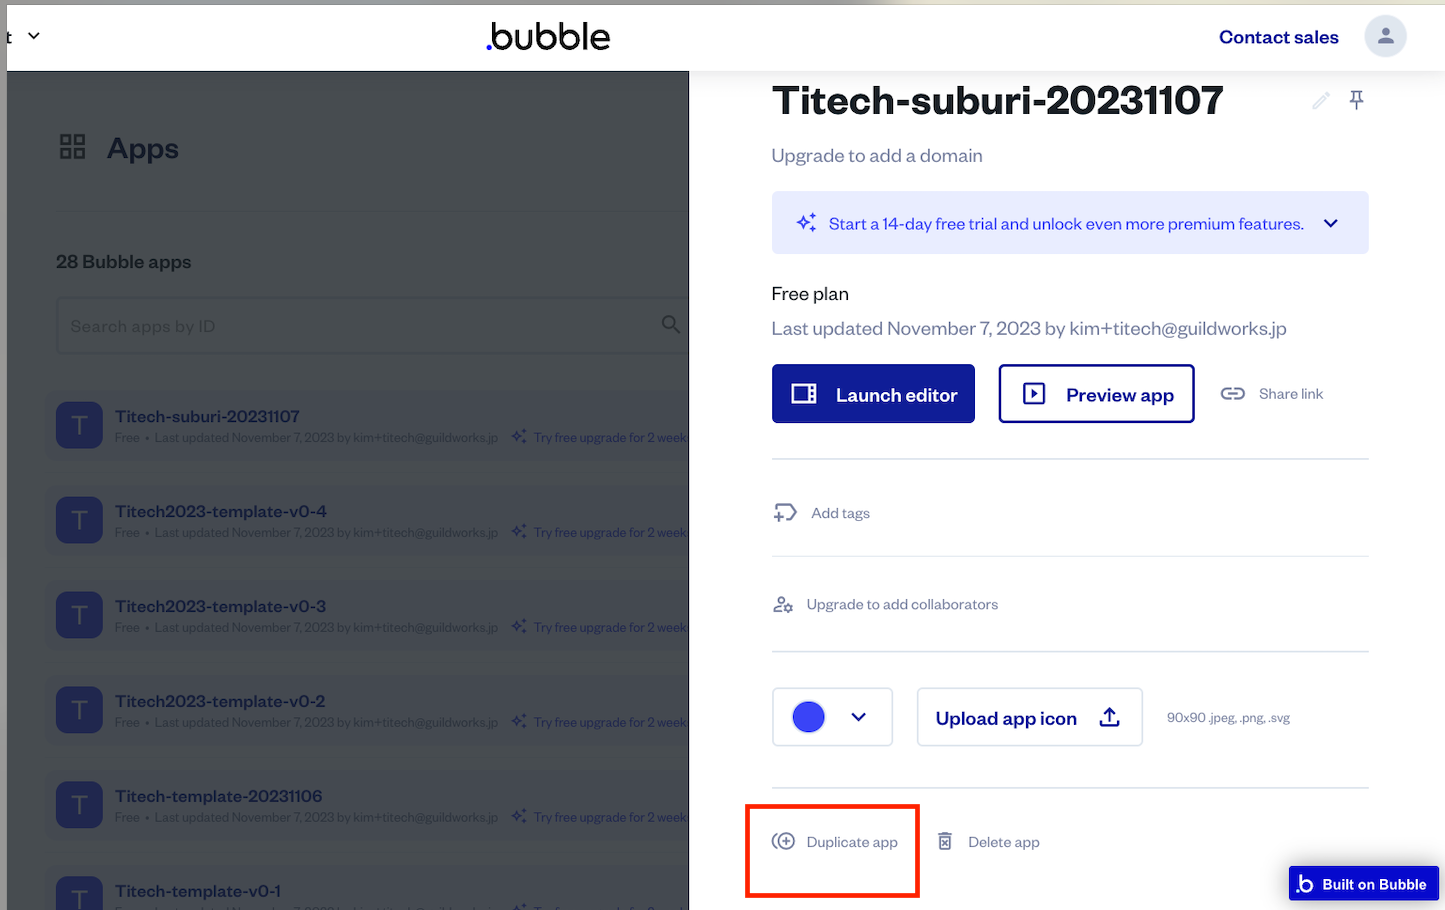 t
.bubble
Contact sales
Apps
28 Bubble apps
Search apps by ID
T
Titech-suburi-20231107
Free • Last updated November 7, 2023 by kim+titech@guildworks.jp
Try free upgrade for 2 week
T
Titech2023-template-v0-4
Free • Last updated November 7, 2023 by kim+titech@guildworks.jp
Try free upgrade for 2 week
T
Titech2023-template-v0-3
Free • Last updated November 7, 2023 by kim+titech@guildworks.jp
Try free upgrade for 2 week
T
Titech2023-template-v0-2
Free • Last updated November 7, 2023 by kim+titech@guildworks.jp
Try free upgrade for 2 week
T
Titech-template-20231106
Free • Last updated November 7, 2023 by kim+titech@guildworks.jp
Try free upgrade for 2 week
T
Titech-template-v0-1
Titech-suburi-20231107
Upgrade to add a domain
Start a 14-day free trial and unlock even more premium features.
Free plan
Last updated November 7, 2023 by kim+titech@guildworks.jp
Launch editor
Preview app
Share link
Add tags
Upgrade to add collaborators
Upload app icon
90x90 .jpeg, .png, .svg
Duplicate app
Delete app
.b Built on Bubble